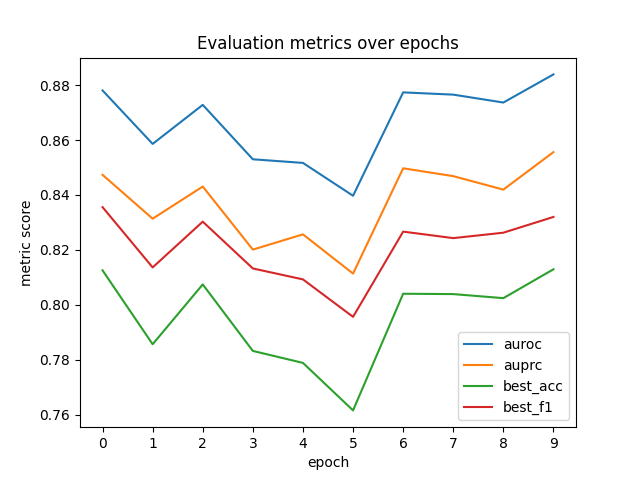 Evaluation metrics over epochs
metric score
0.88
0.86
0.84
0.82
0.80
0.78
0.76
auroc
auprc
best_acc
best_f1
0 1 2 3 4 5 6 7 8 9
epoch